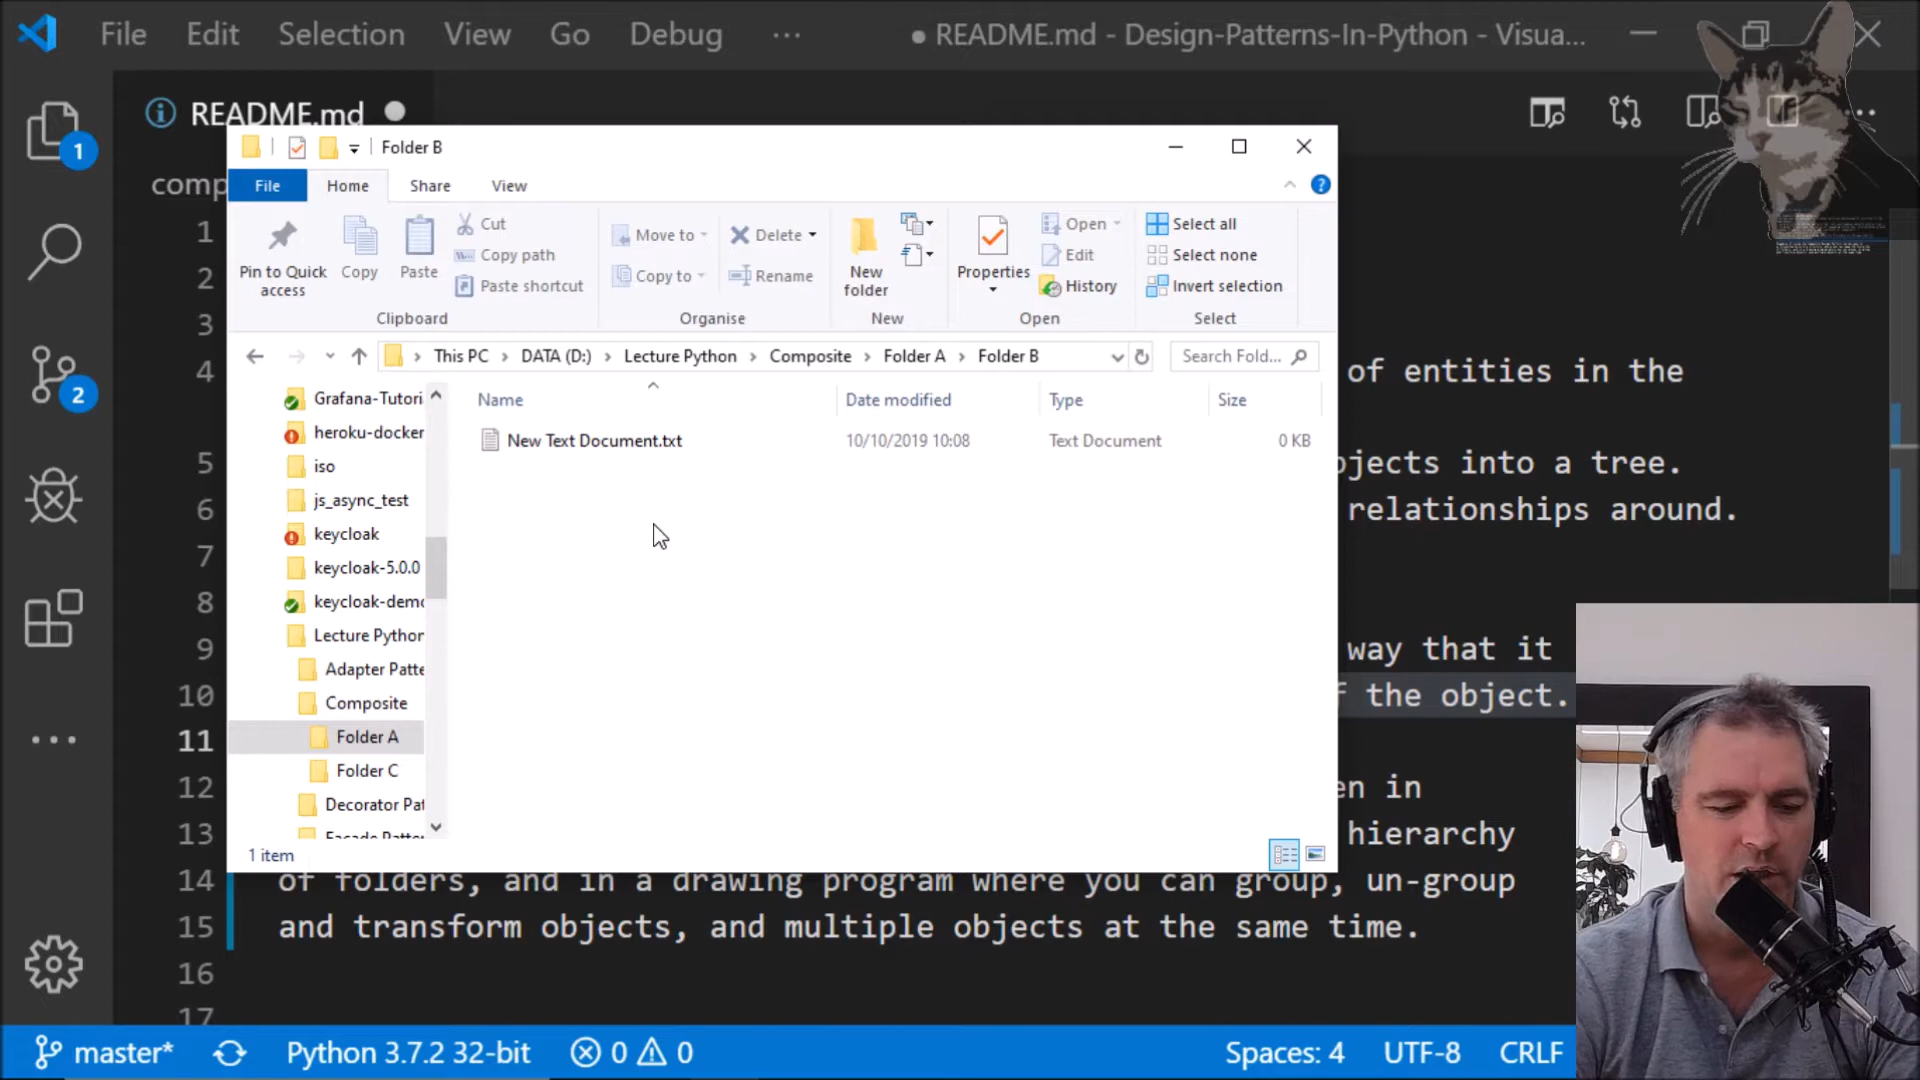 File Edit Selection View Go Debug ... ● README.md - Design-Patterns-In-Python - Visua...
1
README.md
Folder B
comp
File Home Share View
Pin to Quick access
Copy
Paste
Cut
Copy path
Paste shortcut
Clipboard
Move to
Copy to
Delete
Rename
Organise
New folder
New
Properties
Open
Edit
History
Open
Select all
Select none
Invert selection
Select
This PC > DATA (D:) > Lecture Python > Composite > Folder A > Folder B
Search Fold...
Name Date modified Type Size
New Text Document.txt 10/10/2019 10:08 Text Document 0 KB
Grafana-Tutori
heroku-docker
iso
js_async_test
keycloak
keycloak-5.0.0
keycloak-demo
Lecture Python
Adapter Patte
Composite
Folder A
Folder C
Decorator Pat
Facade Patte
1 item
2
1
2
3
4 of entities in the
5 bjects into a tree.
6 relationships around.
7
8
9 way that it
10 f the object.
11
12 en in
13 hierarchy
14 of folders, and in a drawing program where you can group, un-group
15 and transform objects, and multiple objects at the same time.
16
17
master* Python 3.7.2 32-bit 0 0 Spaces: 4 UTF-8 CRLF